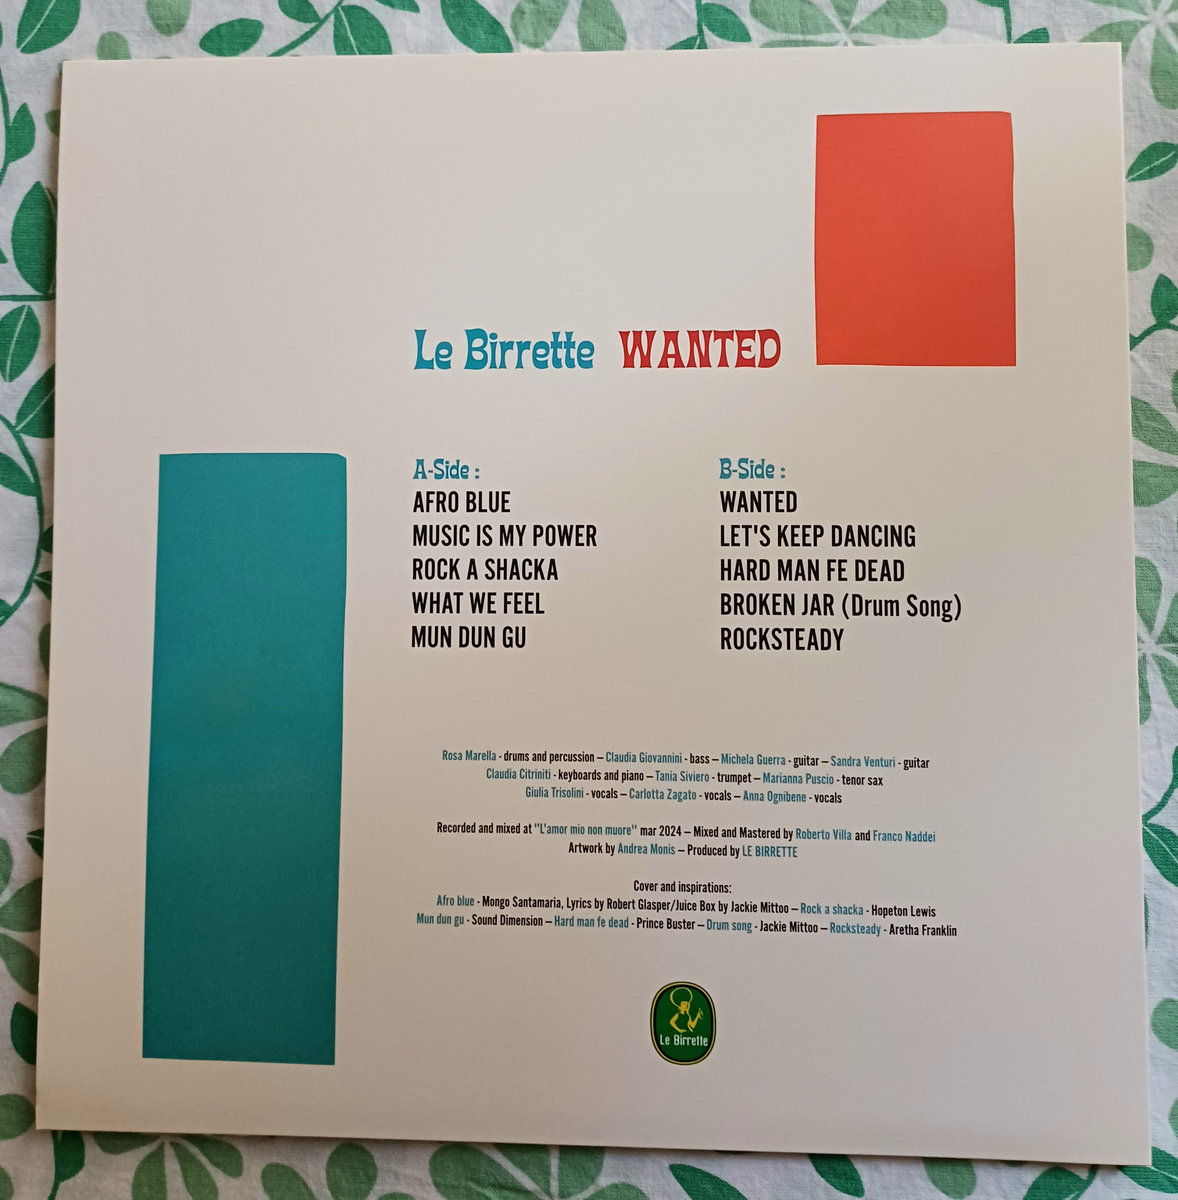 Le Birrette WANTED
A-Side :
AFRO BLUE
MUSIC IS MY POWER
ROCK A SHACKA
WHAT WE FEEL
MUN DUN GU
B-Side :
WANTED
LET'S KEEP DANCING
HARD MAN FE DEAD
BROKEN JAR (Drum Song)
ROCKSTEADY
Rosa Marella - drums and percussion – Claudia Giovannini - bass – Michela Guerra - guitar – Sandra Venturi - guitar
Claudia Citriniti - keyboards and piano – Tania Siviero - trumpet – Marianna Puscio - tenor sax
Giulia Trisolini - vocals – Carlotta Zagato - vocals – Anna Ognibene - vocals
Recorded and mixed at "L'amor mio non muore" mar 2024 – Mixed and Mastered by Roberto Villa and Franco Naddei
Artwork by Andrea Monis – Produced by LE BIRRETTE
Cover and inspirations:
Afro blue - Mongo Santamaria, Lyrics by Robert Glasper/Juice Box by Jackie Mittoo – Rock a shacka - Hopeton Lewis
Mun dun gu - Sound Dimension – Hard man fe dead - Prince Buster – Drum song - Jackie Mittoo – Rocksteady - Aretha Franklin
Le Birrette